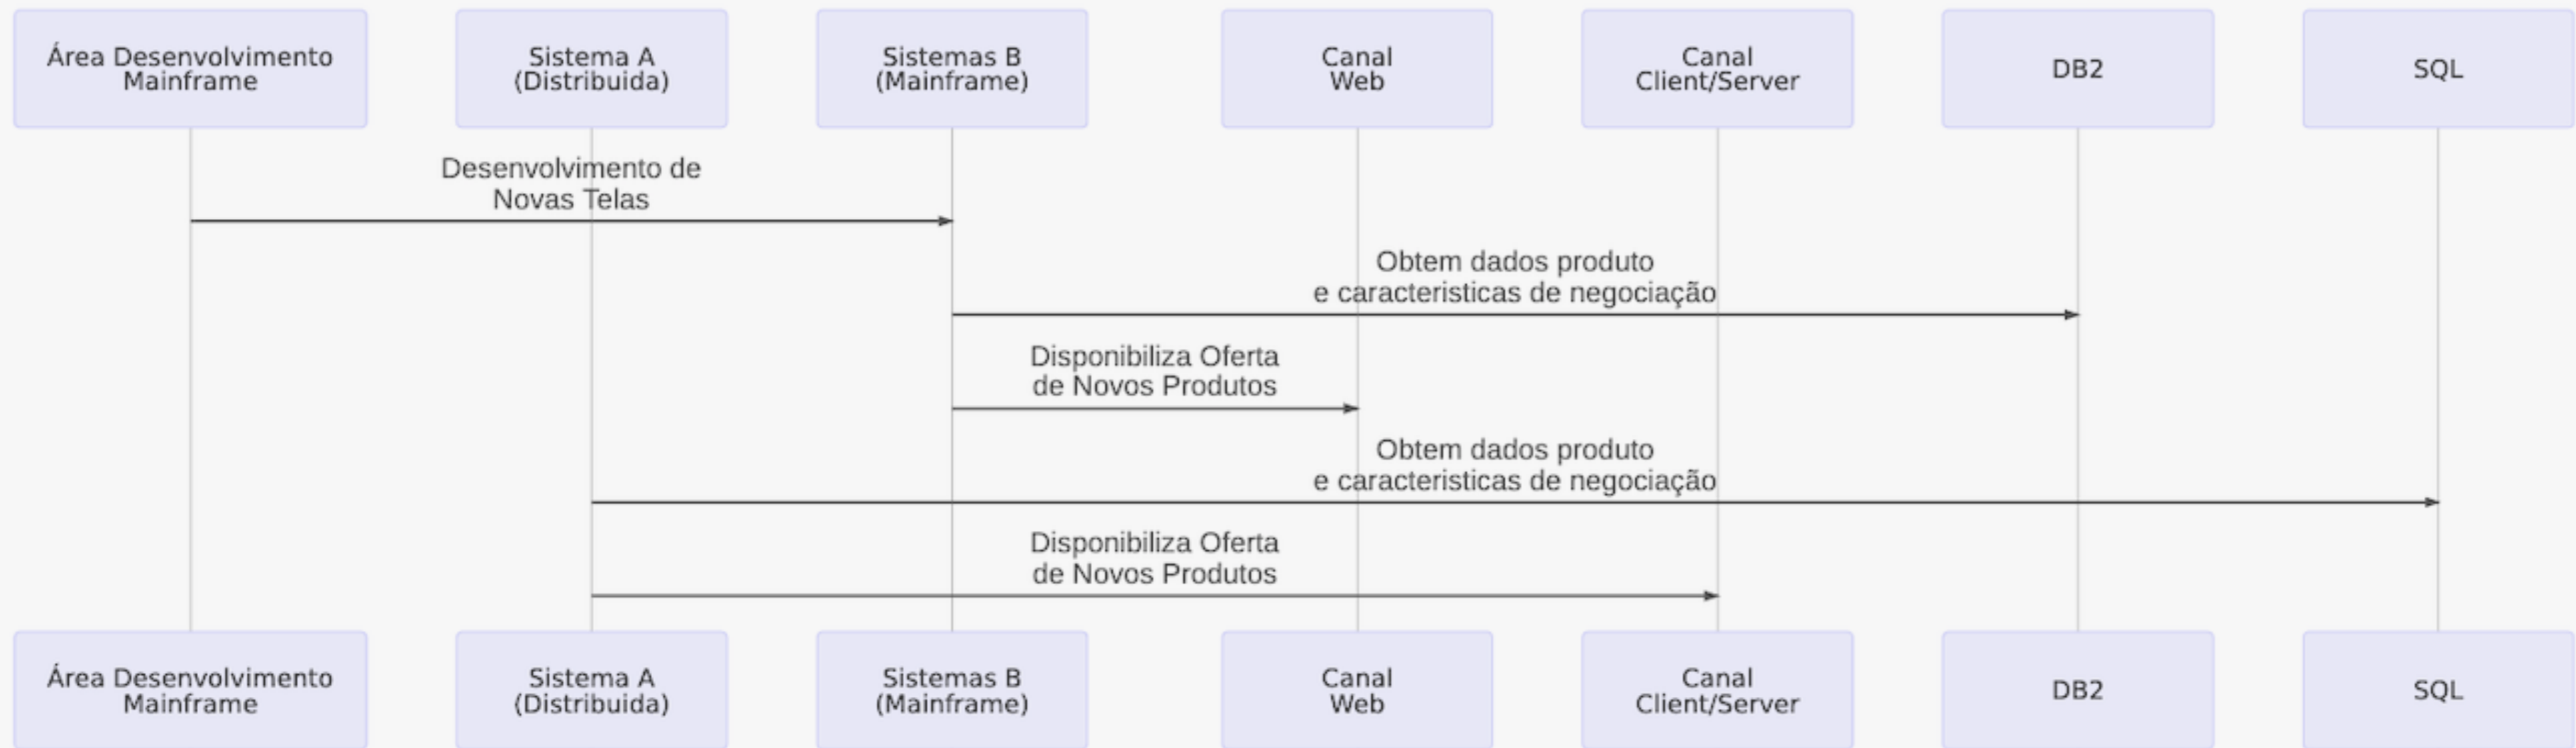 Área Desenvolvimento
Mainframe
Sistema A
(Distribuida)
Sistemas B
(Mainframe)
Canal
Web
Canal
Client/Server
DB2
SQL
Desenvolvimento de
Novas Telas
Obtem dados produto
e caracteristicas de negociação
Disponibiliza Oferta
de Novos Produtos
Obtem dados produto
e caracteristicas de negociação
Disponibiliza Oferta
de Novos Produtos
Área Desenvolvimento
Mainframe
Sistema A
(Distribuida)
Sistemas B
(Mainframe)
Canal
Web
Canal
Client/Server
DB2
SQL